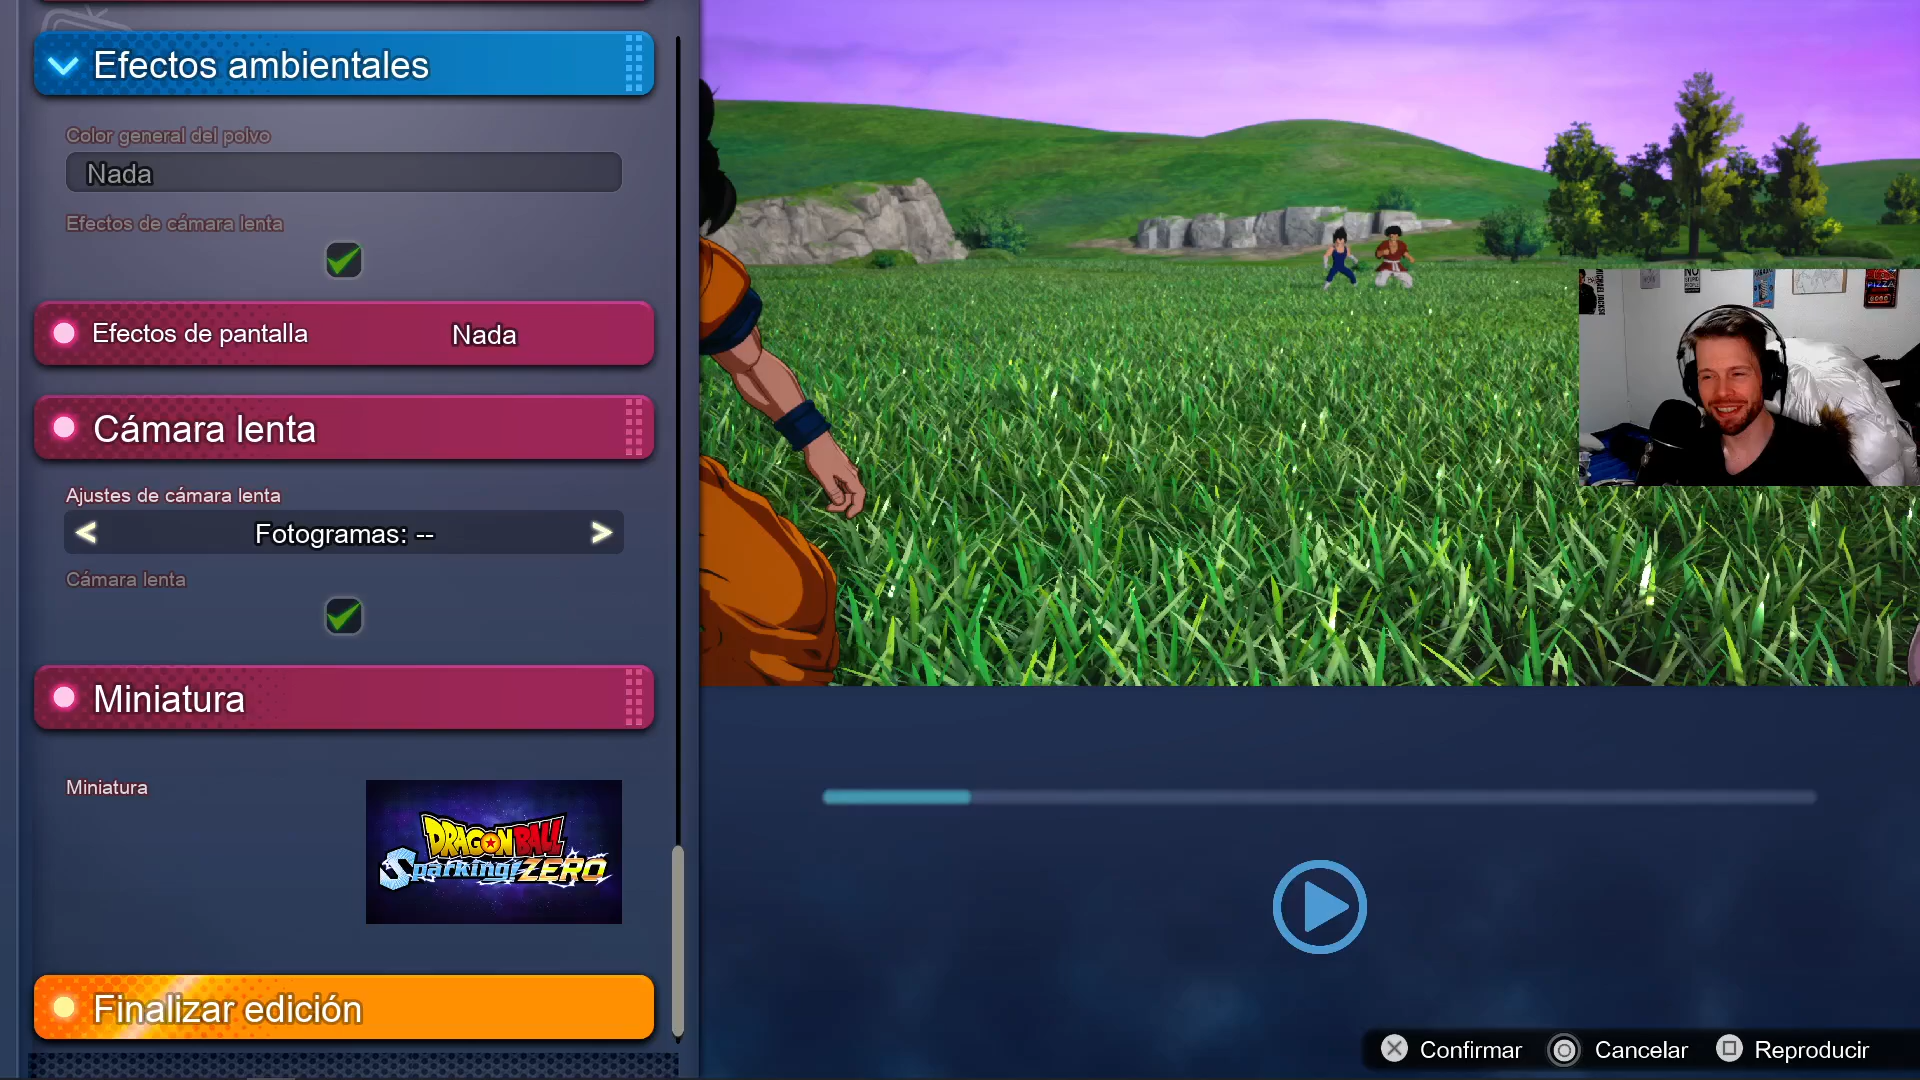 Efectos ambientales
Color general del polvo
Nada
Efectos de cámara lenta
Efectos de pantalla
Nada
Cámara lenta
Ajustes de cámara lenta
< Fotogramas: -- >
Cámara lenta
Miniatura
Miniatura
DRAGON BALL
Sparking! ZERO
Finalizar edición
PIZZA
Confirmar
Cancelar
Reproducir